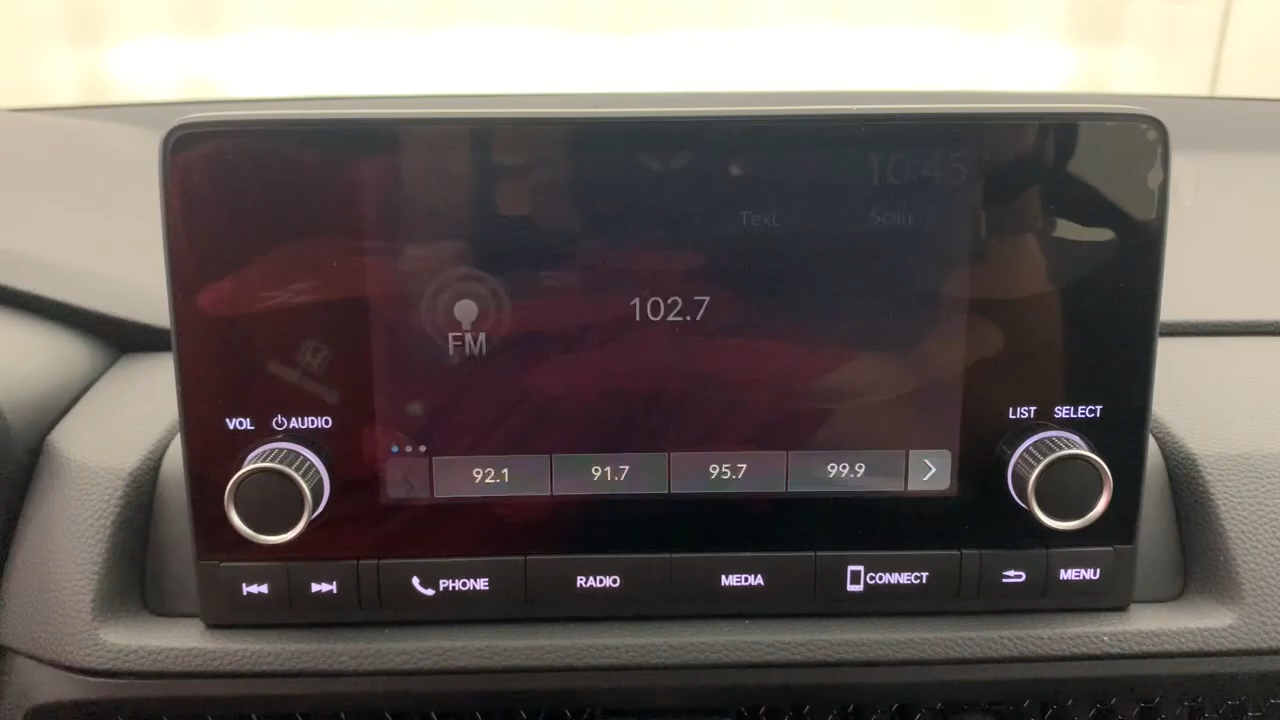 10:45
Text Scan
102.7
FM
VOL AUDIO
LIST SELECT
92.1 91.7 95.7 99.9
PHONE RADIO MEDIA CONNECT MENU